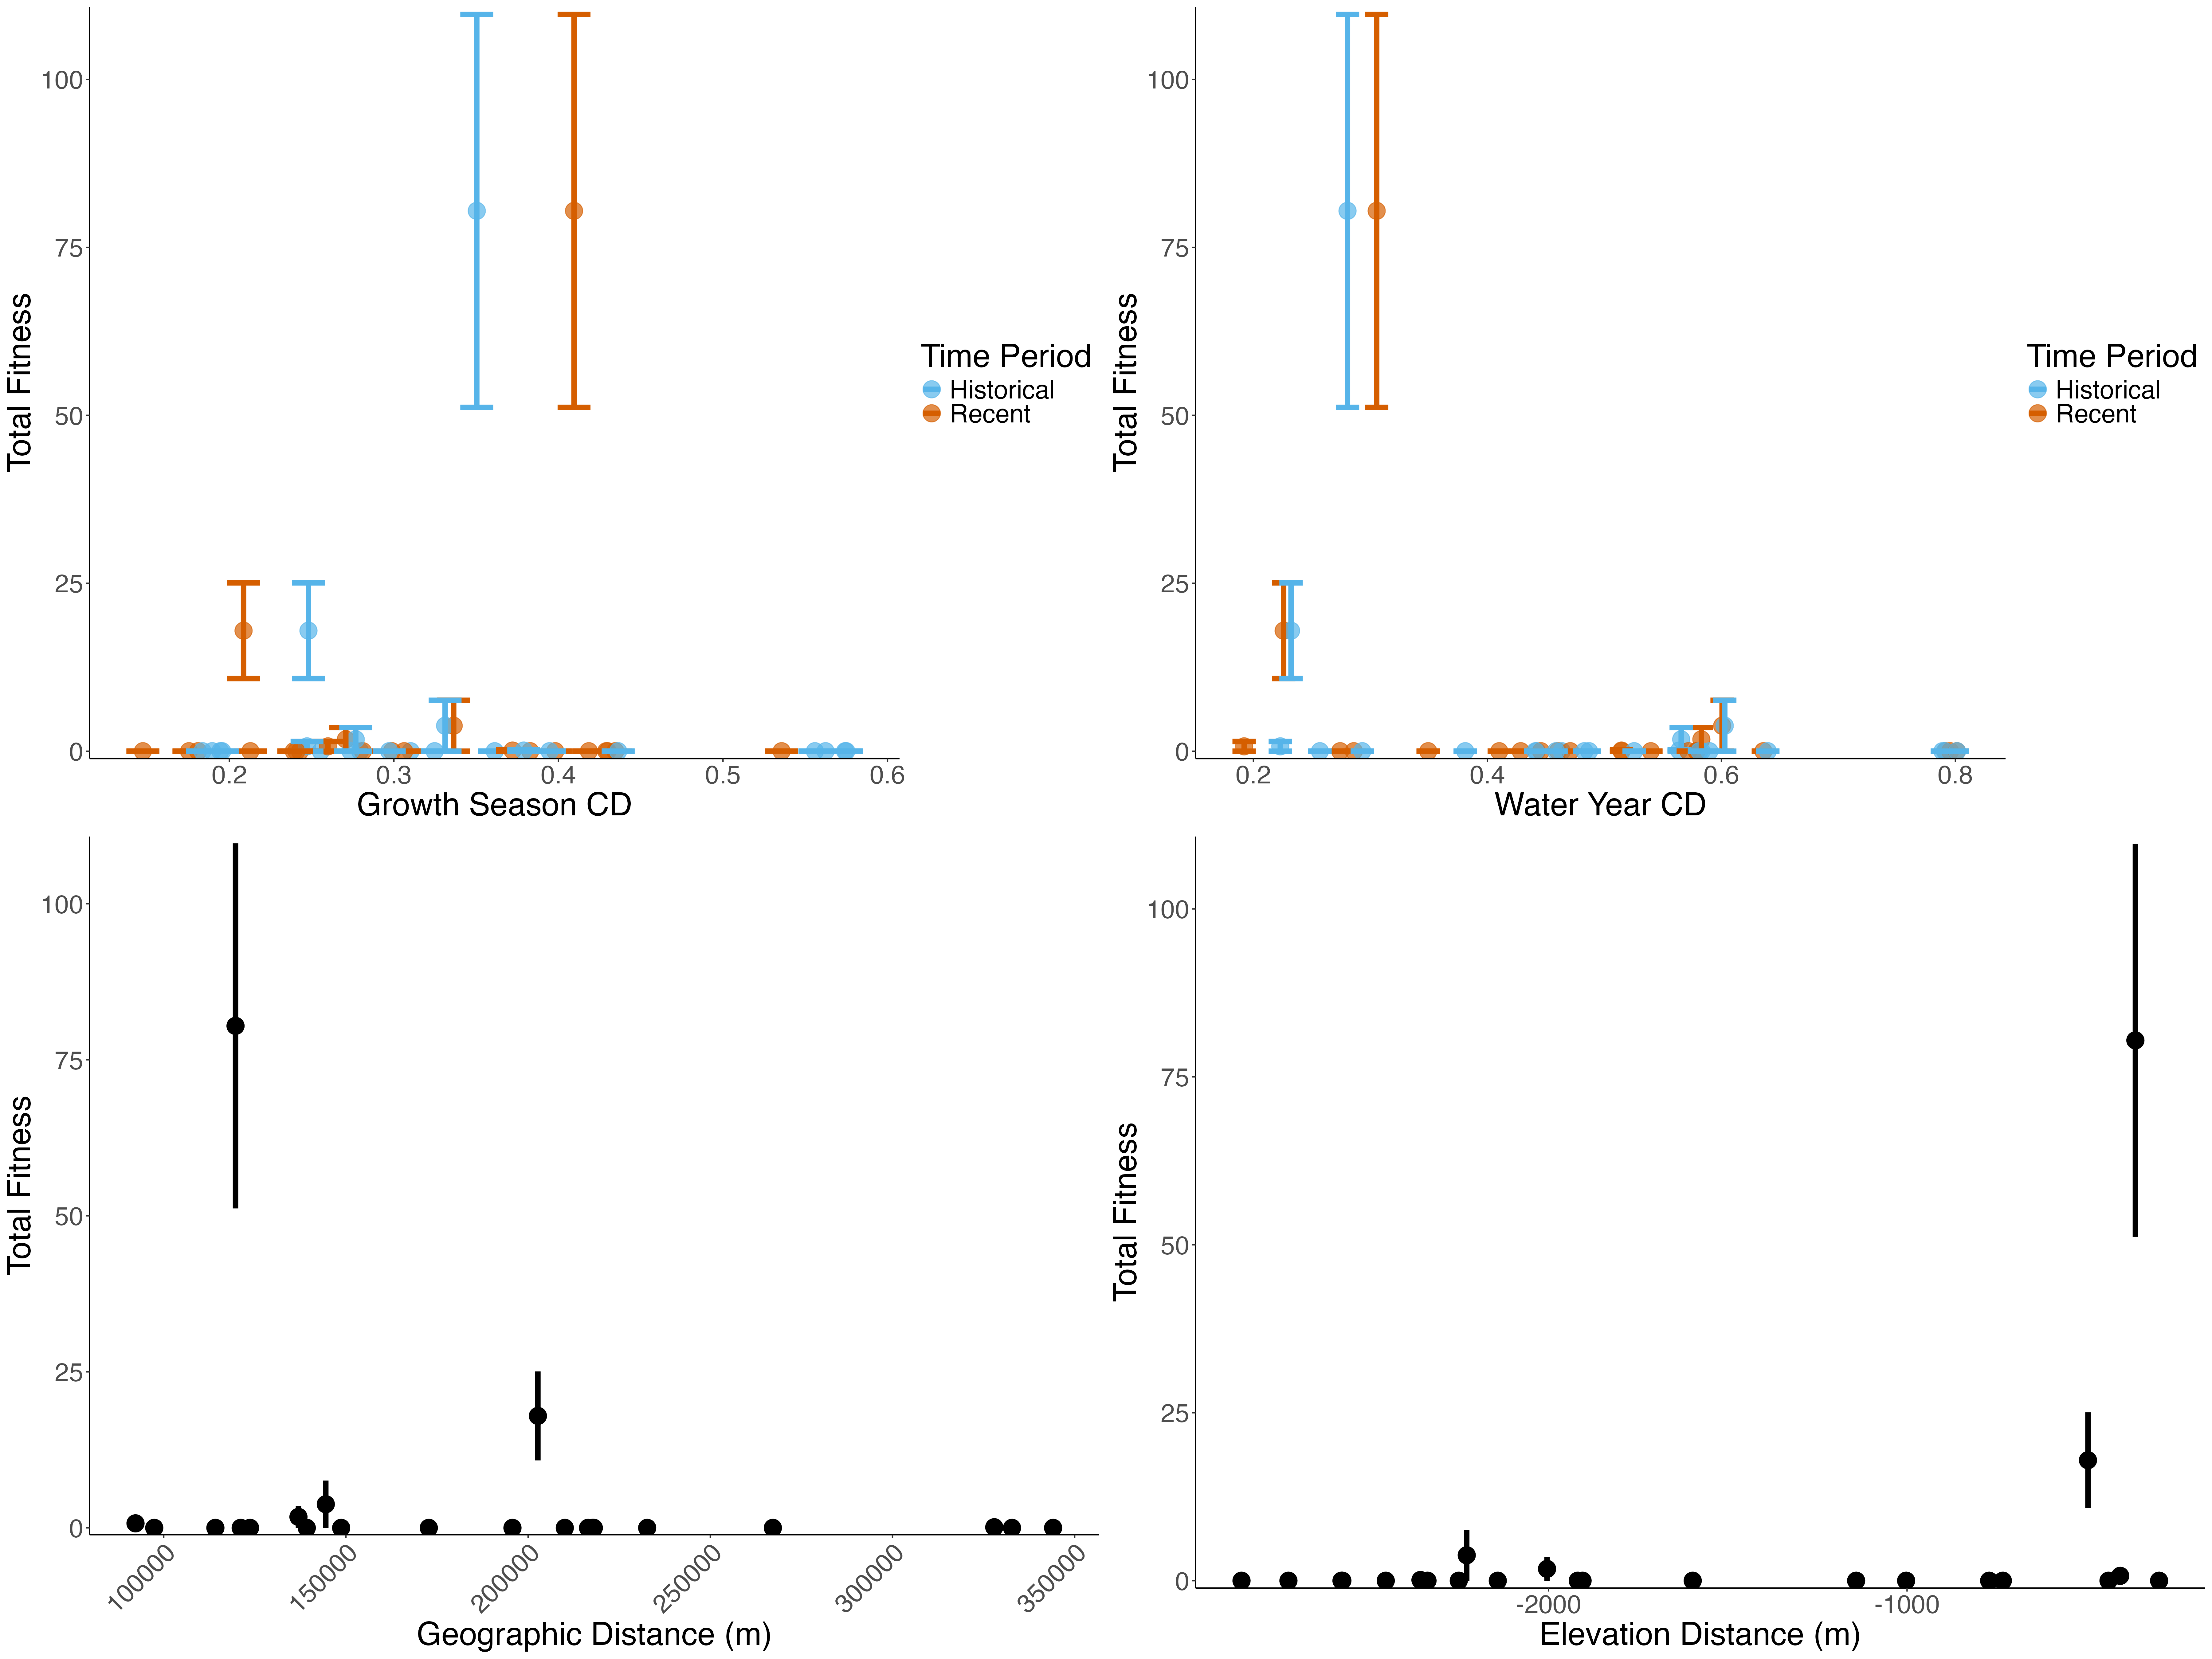 Total Fitness
100
75
50
25
0
0.2 0.3 0.4 0.5 0.6
Growth Season CD
Time Period
Historical
Recent
Total Fitness
100
75
50
25
0
0.2 0.4 0.6 0.8
Water Year CD
Time Period
Historical
Recent
Total Fitness
100
75
50
25
0
100000 150000 200000 250000 300000 350000
Geographic Distance (m)
Total Fitness
100
75
50
25
0
-2000 -1000
Elevation Distance (m)